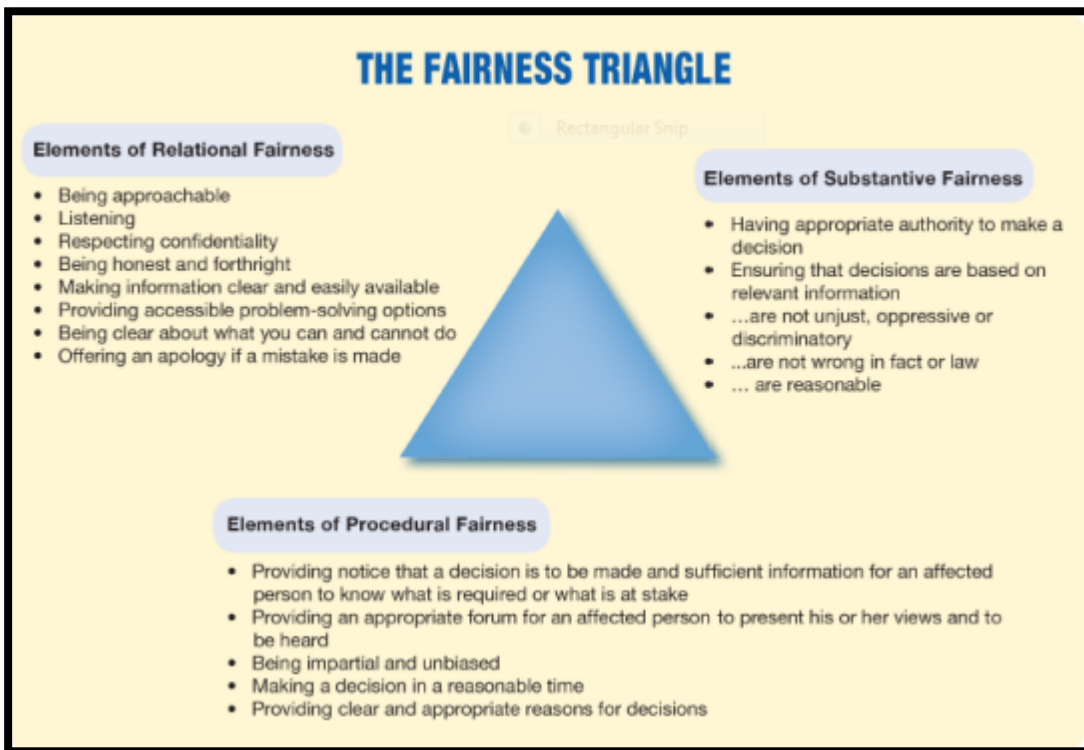 THE FAIRNESS TRIANGLE
Rectangular Snip
Elements of Relational Fairness
• Being approachable
• Listening
• Respecting confidentiality
• Being honest and forthright
• Making information clear and easily available
• Providing accessible problem-solving options
• Being clear about what you can and cannot do
• Offering an apology if a mistake is made
Elements of Substantive Fairness
• Having appropriate authority to make a
decision
• Ensuring that decisions are based on
relevant information
• ...are not unjust, oppressive or
discriminatory
• ...are not wrong in fact or law
• ... are reasonable
Elements of Procedural Fairness
• Providing notice that a decision is to be made and sufficient information for an affected
person to know what is required or what is at stake
• Providing an appropriate forum for an affected person to present his or her views and to
be heard
• Being impartial and unbiased
• Making a decision in a reasonable time
• Providing clear and appropriate reasons for decisions